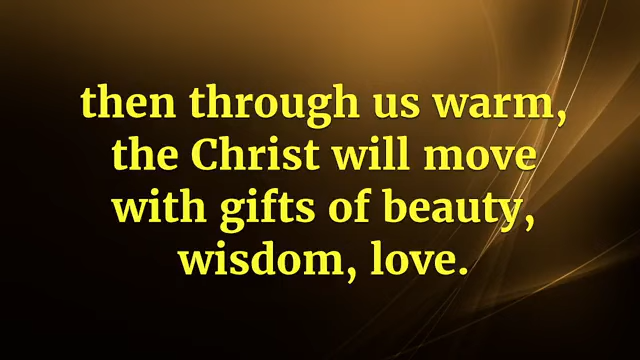 then through us warm,
the Christ will move
with gifts of beauty,
wisdom, love.